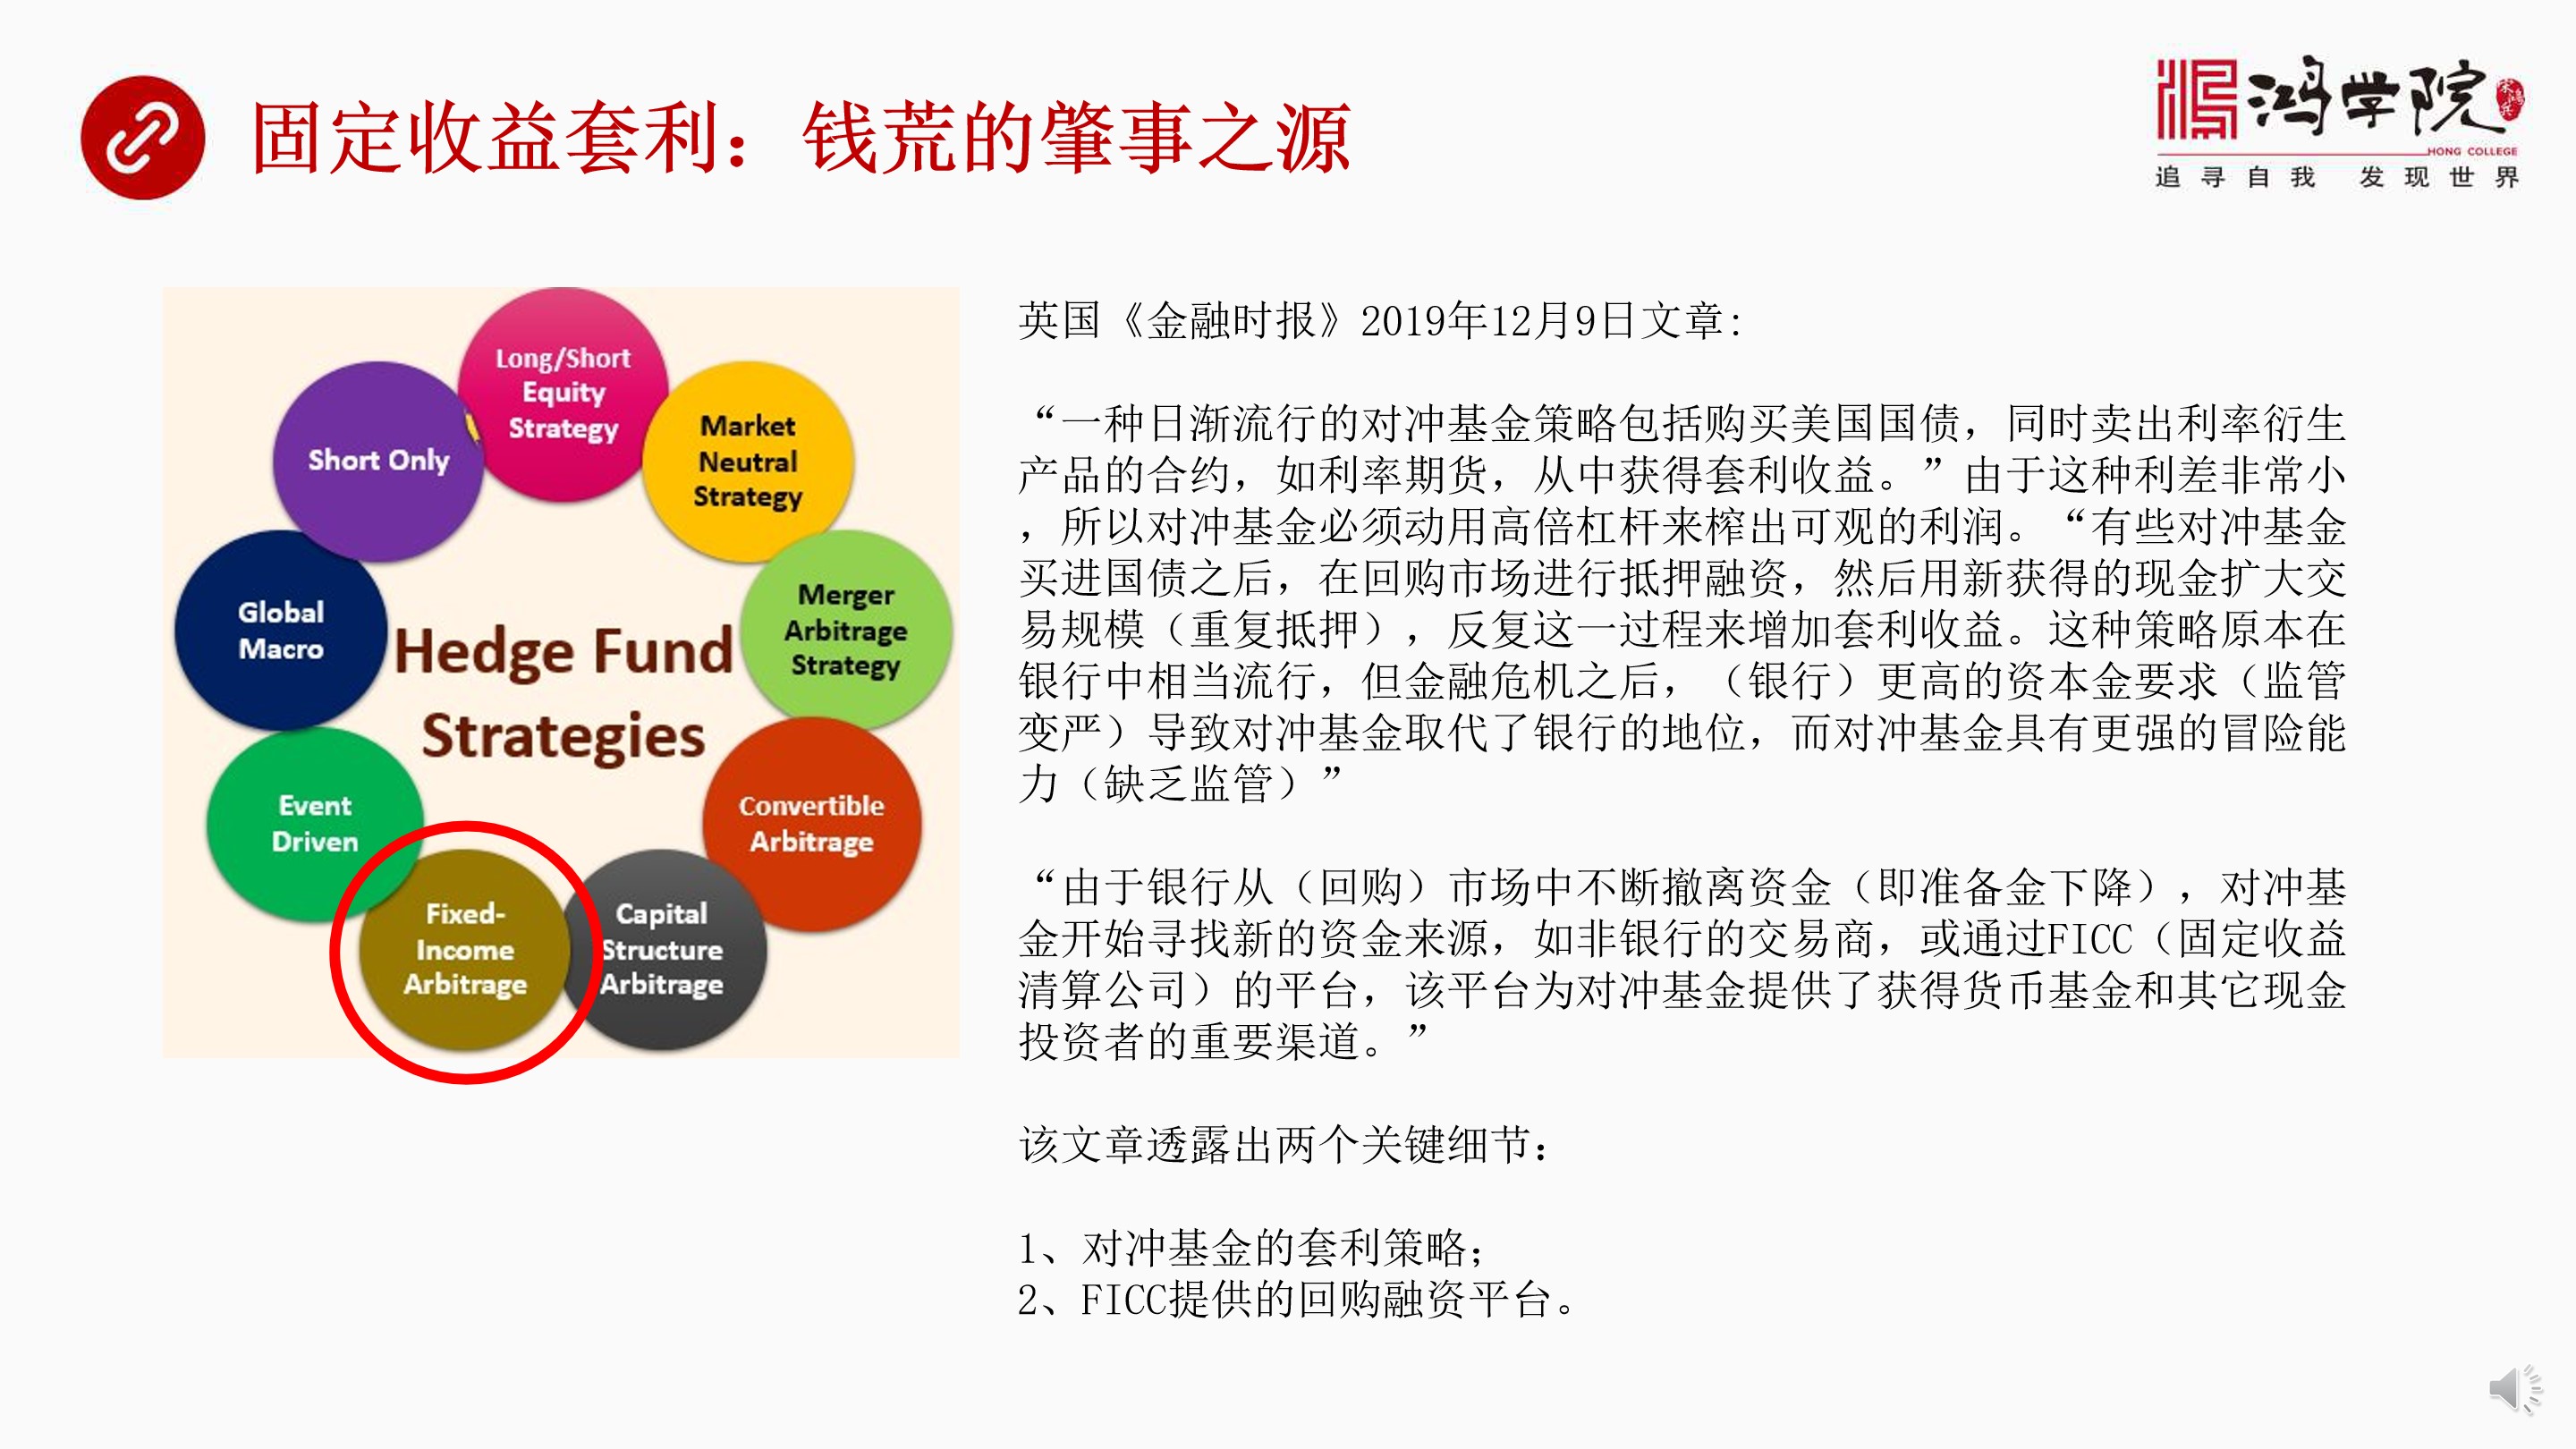 固定收益套利：钱荒的肇事之源
鸿学院
HONG COLLEGE
追寻自我 发现世界
Long/Short
Equity
Strategy
Market
Neutral
Strategy
Short Only
Merger
Arbitrage
Strategy
Global
Macro
Hedge Fund
Strategies
Event
Driven
Convertible
Arbitrage
Fixed-
Income
Arbitrage
Capital
Structure
Arbitrage
英国《金融时报》2019年12月9日文章：
“一种日渐流行的对冲基金策略包括购买美国国债，同时卖出利率衍生
产品的合约，如利率期货，从中获得套利收益。”由于这种利差非常小
，所以对冲基金必须动用高倍杠杆来榨出可观的利润。“有些对冲基金
买进国债之后，在回购市场进行抵押融资，然后用新获得的现金扩大交
易规模（重复抵押），反复这一过程来增加套利收益。这种策略原本在
银行中相当流行，但金融危机之后，（银行）更高的资本金要求（监管
变严）导致对冲基金取代了银行的地位，而对冲基金具有更强的冒险能
力（缺乏监管）”
“由于银行从（回购）市场中不断撤离资金（即准备金下降），对冲基
金开始寻找新的资金来源，如非银行的交易商，或通过FICC（固定收益
清算公司）的平台，该平台为对冲基金提供了获得货币基金和其它现金
投资者的重要渠道。”
该文章透露出两个关键细节：
1、对冲基金的套利策略；
2、FICC提供的回购融资平台。